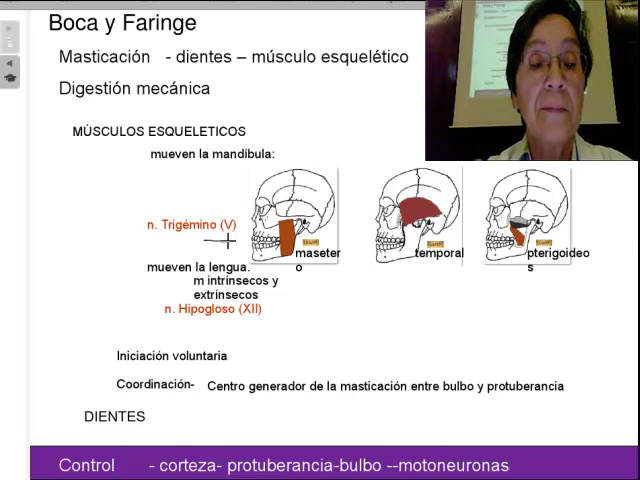 Boca y Faringe
Masticación - dientes – músculo esquelético
Digestión mecánica
MÚSCULOS ESQUELETICOS
mueven la mandíbula:
n. Trigémino (V)
masetero
temporal
pterigoideos
mueven la lengua:
m intrínsecos y
extrínsecos
n. Hipogloso (XII)
Iniciación voluntaria
Coordinación- Centro generador de la masticación entre bulbo y protuberancia
DIENTES
Control - corteza- protuberancia-bulbo --motoneuronas